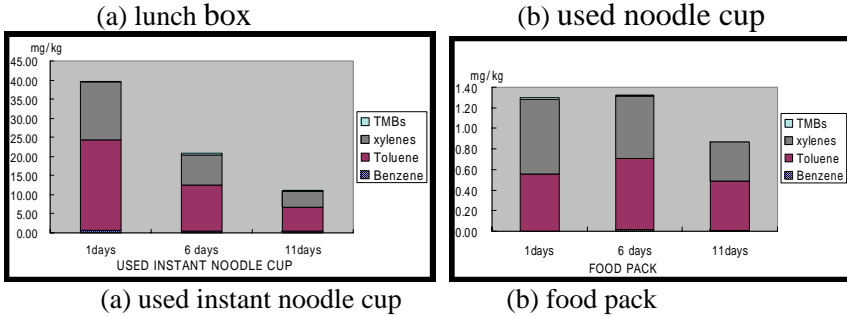 (a) lunch box
(b) used noodle cup
mg/kg
45.00
40.00
35.00
30.00
25.00
20.00
15.00
10.00
5.00
0.00
1days
6 days
11days
USED INSTANT NOODLE CUP
TMBs
xylenes
Toluene
Benzene
mg/kg
1.40
1.20
1.00
0.80
0.60
0.40
0.20
0.00
1days
6 days
11days
FOOD PACK
TMBs
xylenes
Toluene
Benzene
(a) used instant noodle cup
(b) food pack